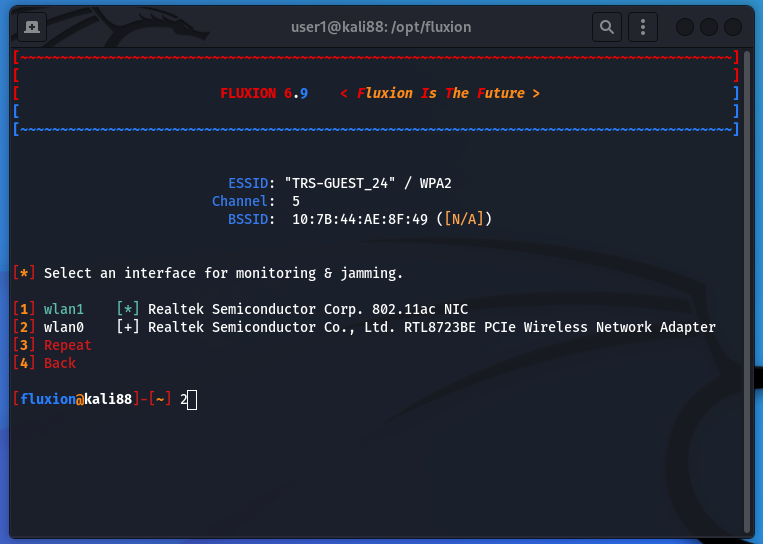 user1@kali88: /opt/fluxion
[~~~~~~~~~~~~~~~~~~~~~~~~~~~~~~~~~~~~~~~~~~~~~~~~~~~~~~~~~~~~~~~~~~~~~~~~~~~~~~~~~~~~~~~~~]
[ ]
[ FLUXION 6.9 < Fluxion Is The Future > ]
[ ]
[~~~~~~~~~~~~~~~~~~~~~~~~~~~~~~~~~~~~~~~~~~~~~~~~~~~~~~~~~~~~~~~~~~~~~~~~~~~~~~~~~~~~~~~~~]
ESSID: "TRS-GUEST_24" / WPA2
Channel: 5
BSSID: 10:7B:44:AE:8F:49 ([N/A])
[*] Select an interface for monitoring & jamming.
[1] wlan1 [*] Realtek Semiconductor Corp. 802.11ac NIC
[2] wlan0 [+] Realtek Semiconductor Co., Ltd. RTL8723BE PCIe Wireless Network Adapter
[3] Repeat
[4] Back
[fluxion@kali88]-[~] 2